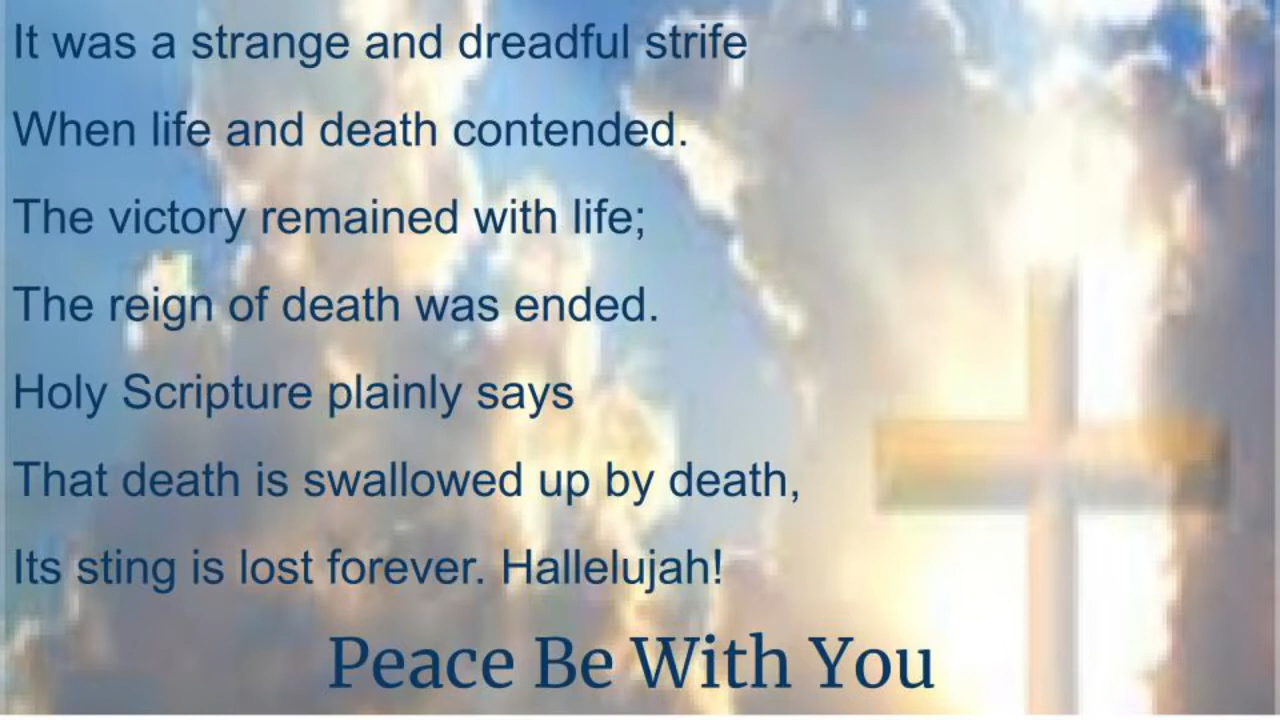 It was a strange and dreadful strife
When life and death contended.
The victory remained with life;
The reign of death was ended.
Holy Scripture plainly says
That death is swallowed up by death,
Its sting is lost forever. Hallelujah!
Peace Be With You